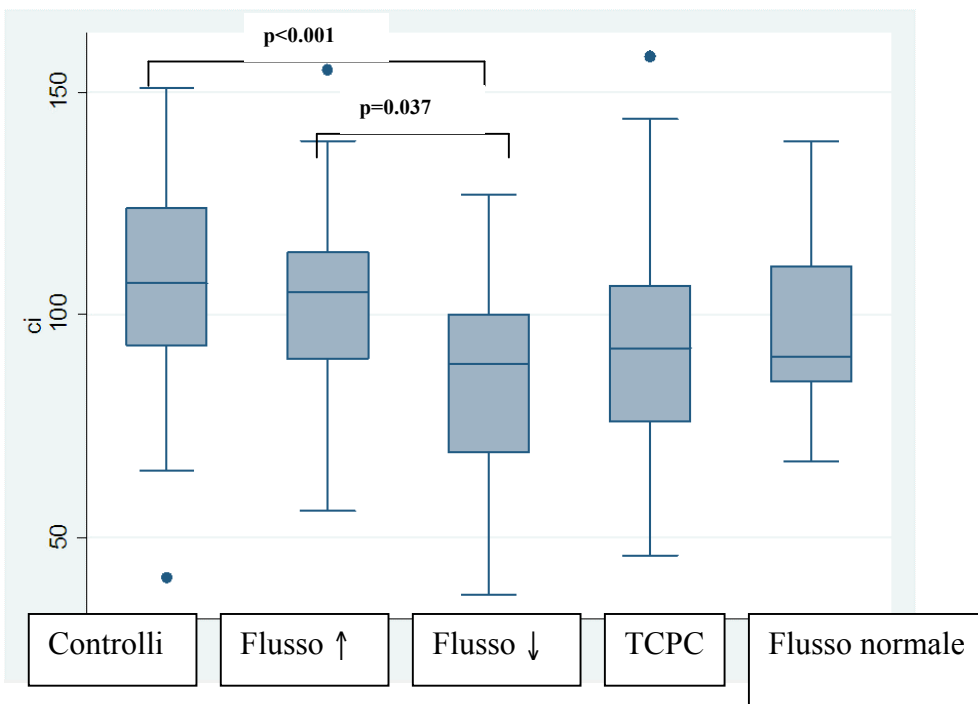 p<0.001
p=0.037
150
100
50
ci
Controlli
Flusso ↑
Flusso ↓
TCPC
Flusso normale